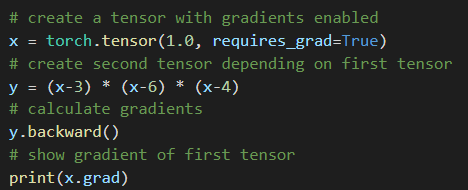 # create a tensor with gradients enabled
x = torch.tensor(1.0, requires_grad=True)
# create second tensor depending on first tensor
y = (x-3) * (x-6) * (x-4)
# calculate gradients
y.backward()
# show gradient of first tensor
print(x.grad)